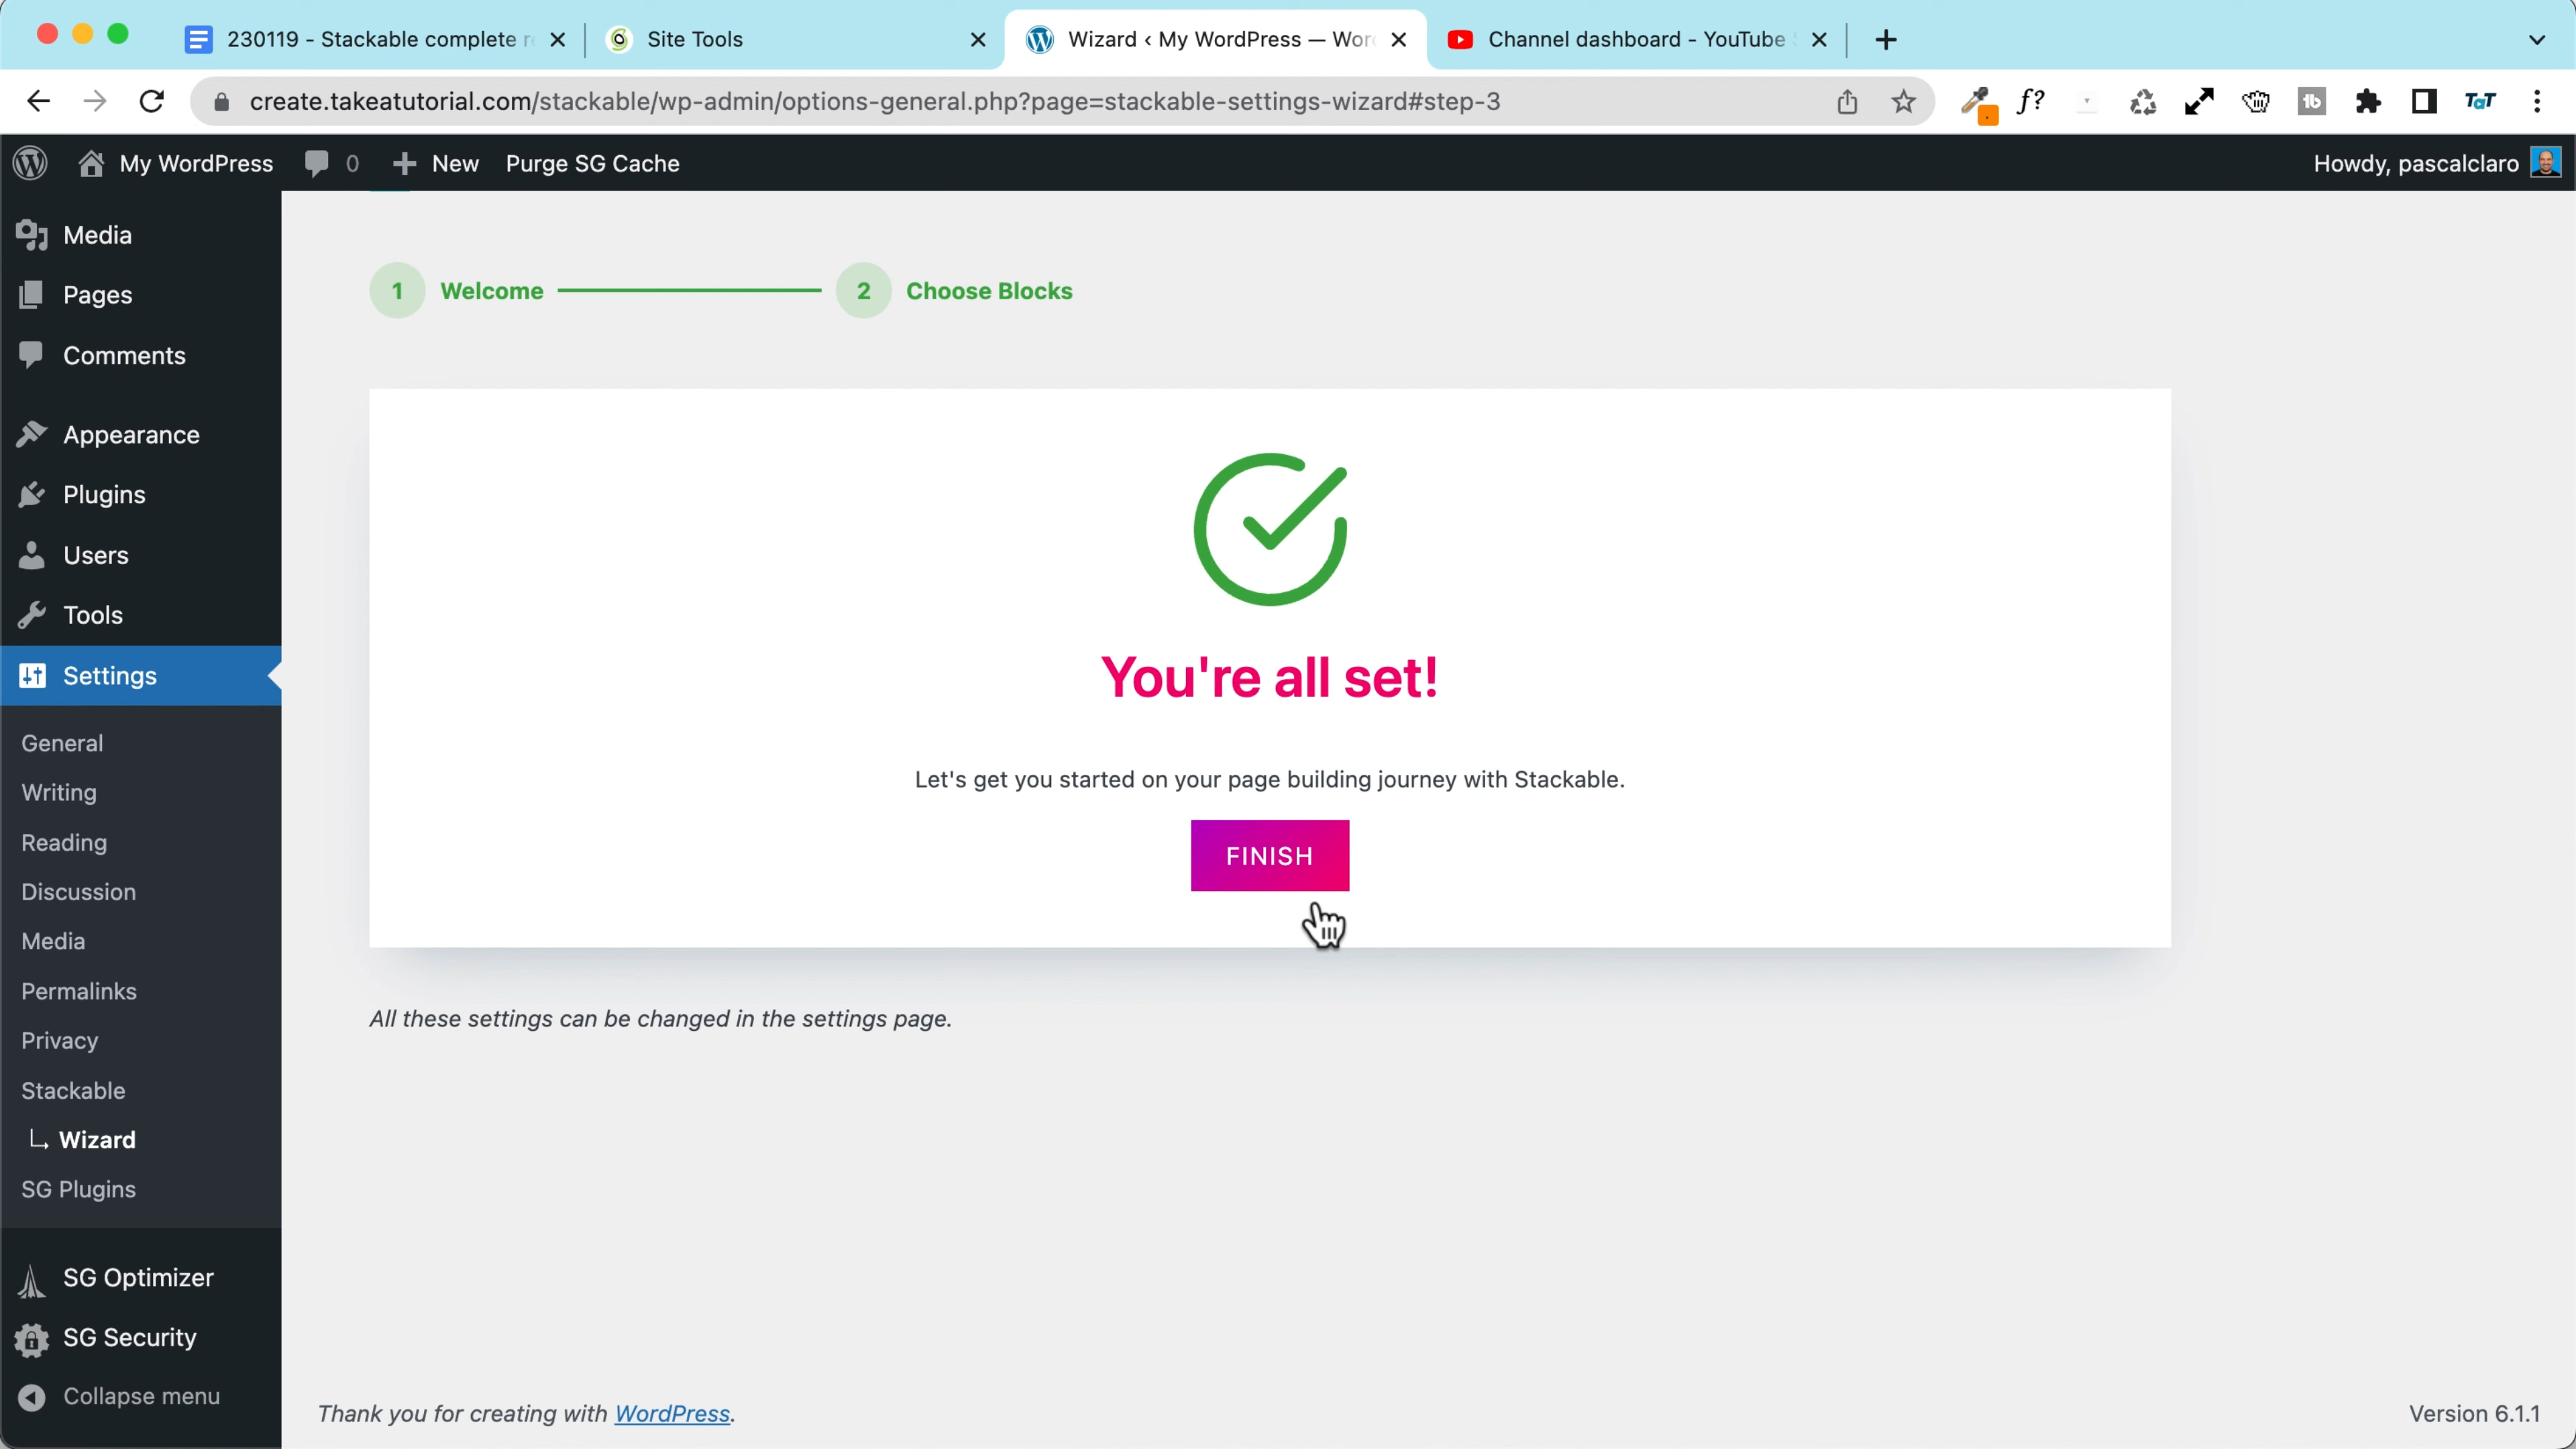 230119 - Stackable complete
Site Tools
Wizard ‹ My WordPress — Wor
Channel dashboard - YouTube
create.takeatutorial.com/stackable/wp-admin/options-general.php?page=stackable-settings-wizard#step-3
f?
tb
TaT
My WordPress
0
New
Purge SG Cache
Howdy, pascalclaro
Media
Pages
Comments
Appearance
Plugins
Users
Tools
Settings
General
Writing
Reading
Discussion
Media
Permalinks
Privacy
Stackable
Wizard
SG Plugins
SG Optimizer
SG Security
Collapse menu
1 Welcome
2 Choose Blocks
You're all set!
Let's get you started on your page building journey with Stackable.
FINISH
All these settings can be changed in the settings page.
Thank you for creating with WordPress.
Version 6.1.1